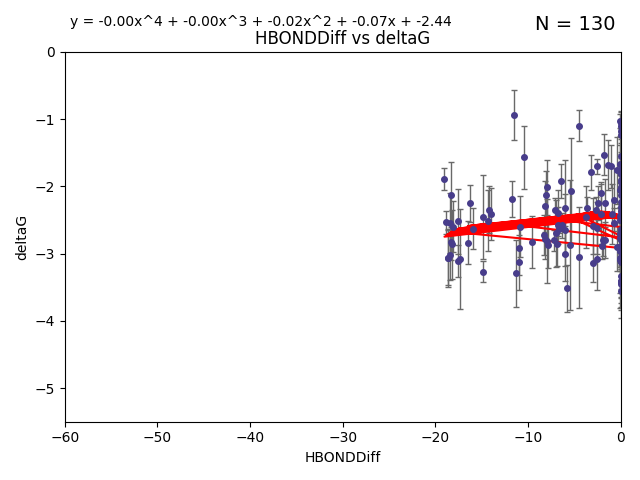 y = -0.00x^4 + -0.00x^3 + -0.02x^2 + -0.07x + -2.44
N = 130
HBONDDiff vs deltaG
0
−1
−2
−3
−4
−5
deltaG
−60 −50 −40 −30 −20 −10 0
HBONDDiff